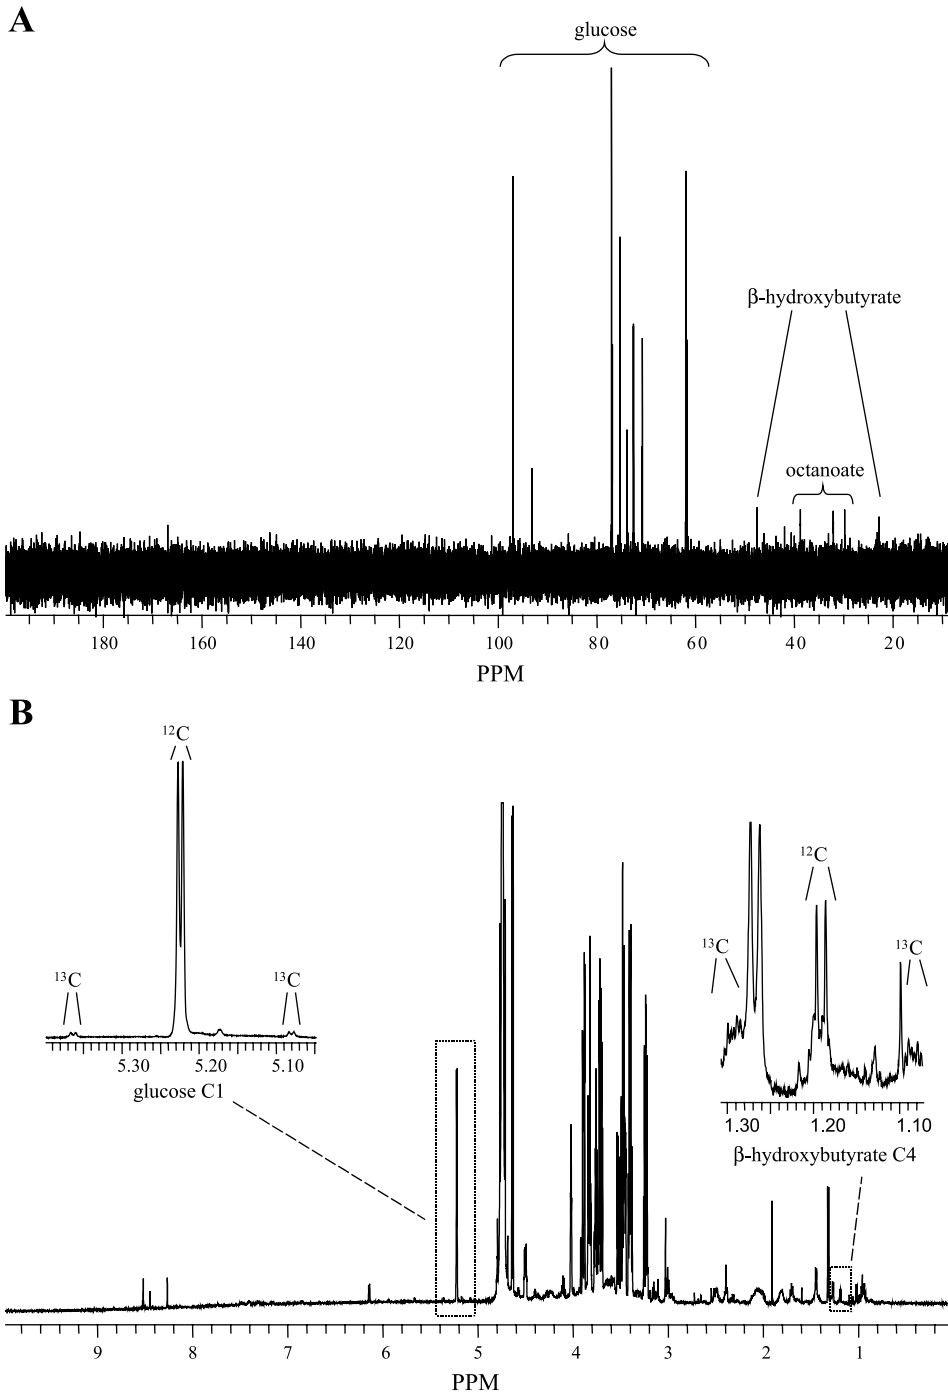 A
glucose
β-hydroxybutyrate
octanoate
180 160 140 120 100 80 60 40 20
PPM
B
¹²C
¹³C ¹³C
5.30 5.20 5.10
glucose C1
¹²C
¹³C ¹³C
1.30 1.20 1.10
β-hydroxybutyrate C4
9 8 7 6 5 4 3 2 1
PPM